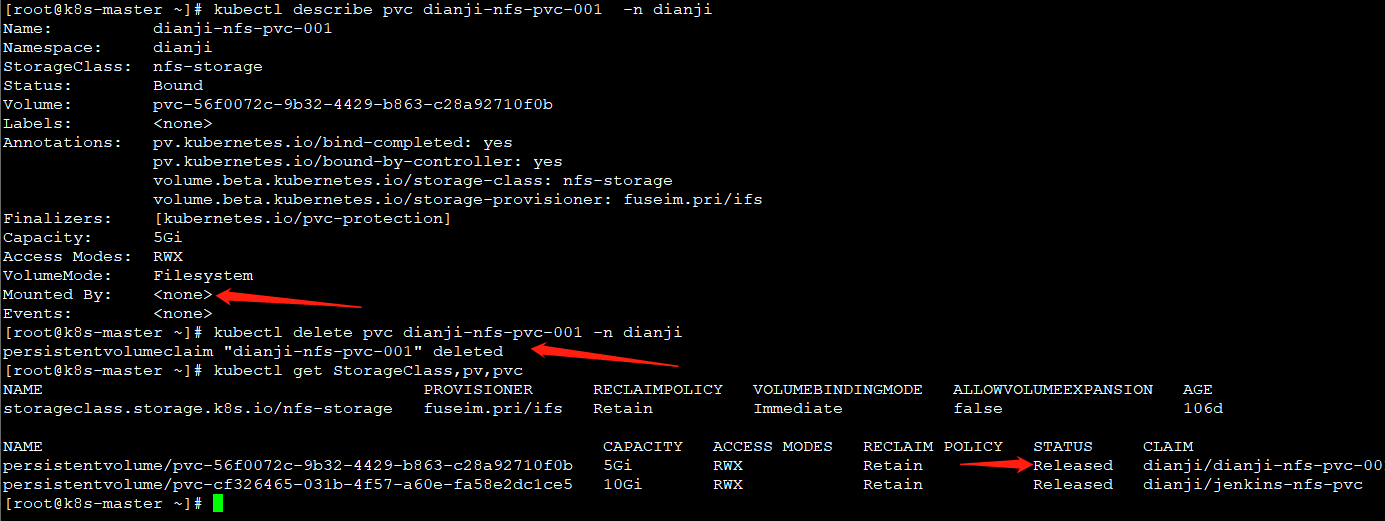 [root@k8s-master ~]# kubectl describe pvc dianji-nfs-pvc-001  -n dianji
Name:          dianji-nfs-pvc-001
Namespace:     dianji
StorageClass:  nfs-storage
Status:        Bound
Volume:        pvc-56f0072c-9b32-4429-b863-c28a92710f0b
Labels:        <none>
Annotations:   pv.kubernetes.io/bind-completed: yes
               pv.kubernetes.io/bound-by-controller: yes
               volume.beta.kubernetes.io/storage-class: nfs-storage
               volume.beta.kubernetes.io/storage-provisioner: fuseim.pri/ifs
Finalizers:    [kubernetes.io/pvc-protection]
Capacity:      5Gi
Access Modes:  RWX
VolumeMode:    Filesystem
Mounted By:    <none>
Events:        <none>
[root@k8s-master ~]# kubectl delete pvc dianji-nfs-pvc-001 -n dianji
persistentvolumeclaim "dianji-nfs-pvc-001" deleted
[root@k8s-master ~]# kubectl get StorageClass,pv,pvc
NAME                                      PROVISIONER      RECLAIMPOLICY   VOLUMEBINDINGMODE   ALLOWVOLUMEEXPANSION   AGE
storageclass.storage.k8s.io/nfs-storage   fuseim.pri/ifs   Retain          Immediate           false                  106d
NAME                                                        CAPACITY   ACCESS MODES   RECLAIM POLICY   STATUS     CLAIM
persistentvolume/pvc-56f0072c-9b32-4429-b863-c28a92710f0b   5Gi        RWX            Retain           Released   dianji/dianji-nfs-pvc-00
persistentvolume/pvc-cf326465-031b-4f57-a60e-fa58e2dc1ce5   10Gi       RWX            Retain           Released   dianji/jenkins-nfs-pvc
[root@k8s-master ~]#